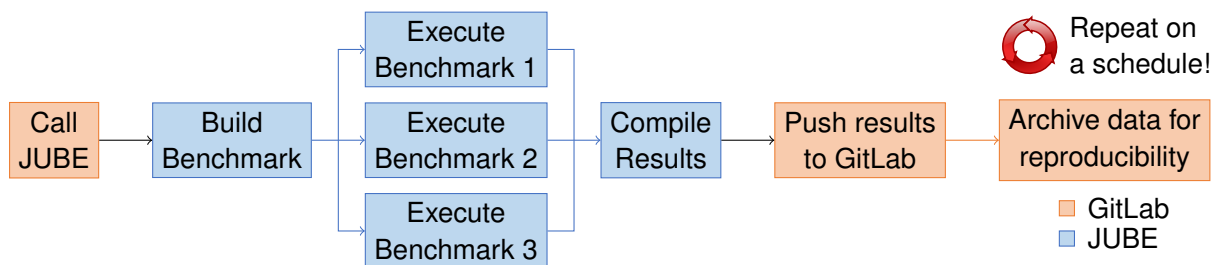 Call
JUBE
Build
Benchmark
Execute
Benchmark 1
Execute
Benchmark 2
Execute
Benchmark 3
Compile
Results
Push results
to GitLab
Archive data for
reproducibility
Repeat on
a schedule!
GitLab
JUBE